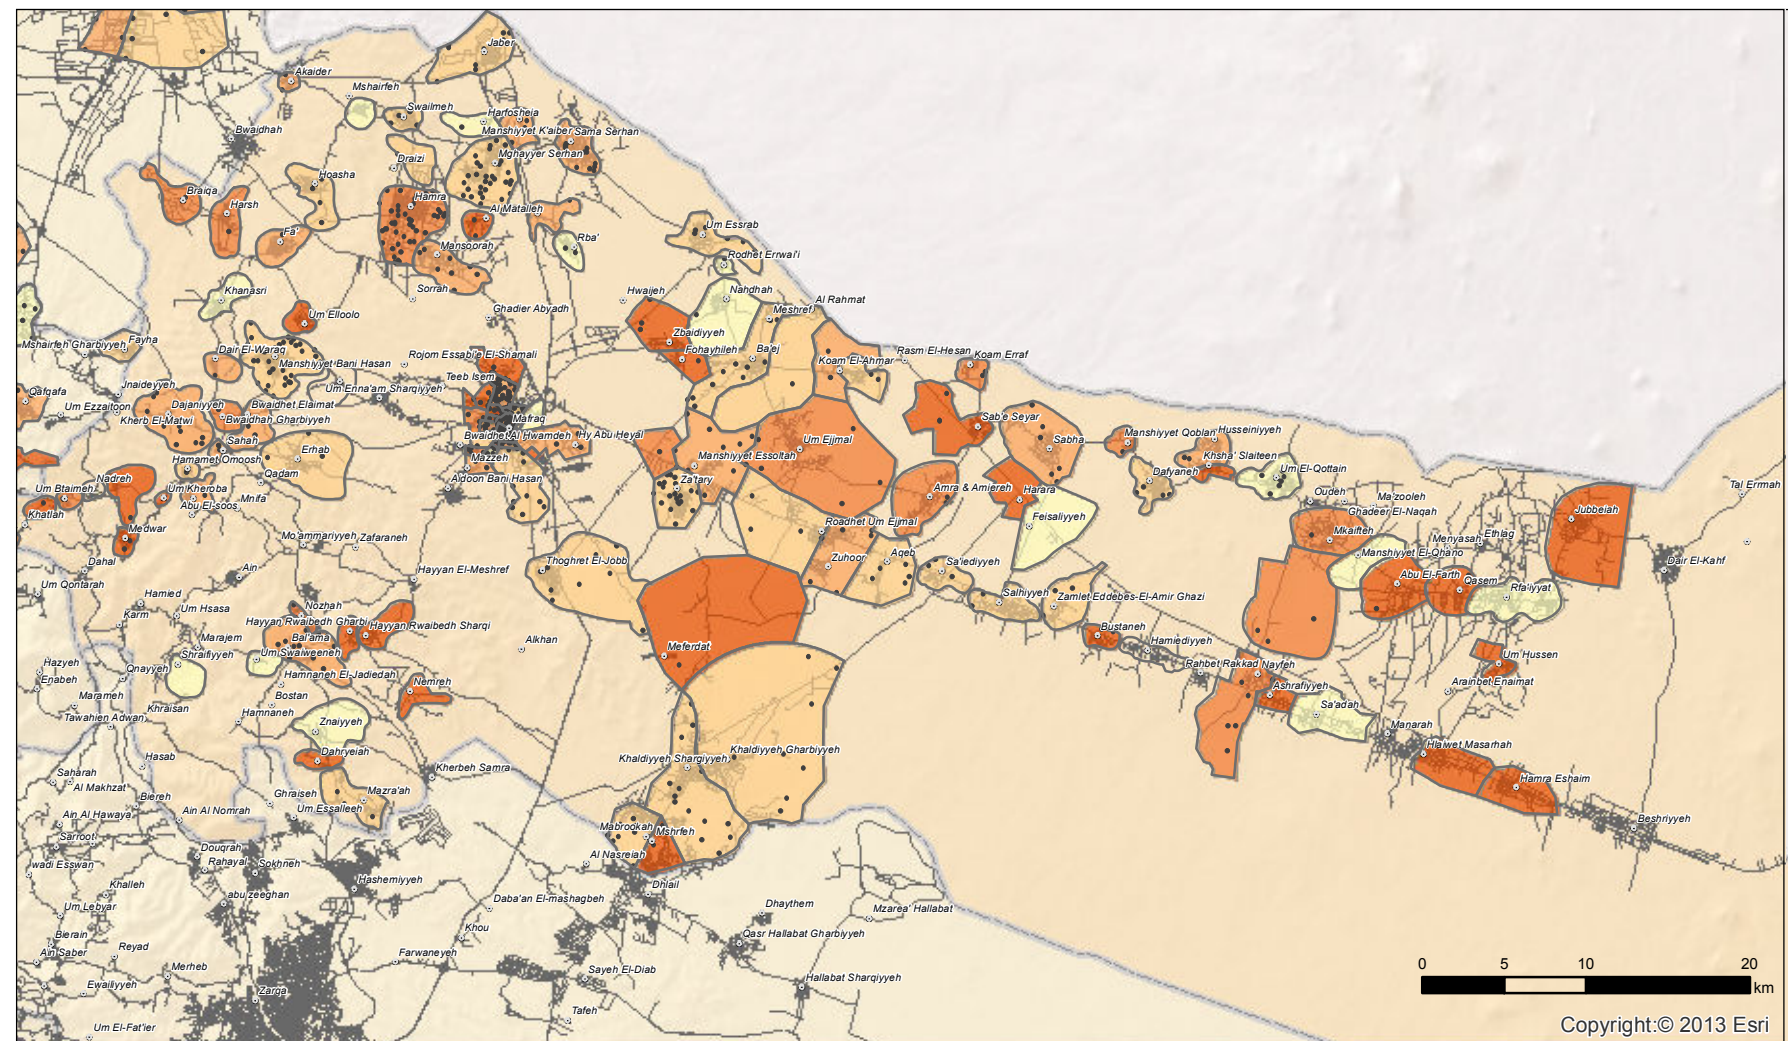 Jaber
Akaider
Mshairfeh
Swailmeh
Harfosheia
Bwaidhah
Manshiyyet K'aiber
Sama Serhan
Draizi
Mghayyer Serhan
Hoasha
Braiqa
Harsh
Hamra
Al Matalleh
Fa'
Mansoorah
Rba'
Um Essrab
Rodhet Errwai'i
Khanasri
Sorrah
Hwaijeh
Nahdhah
Al Rahmat
Um Elloolo
Ghadier Abyadh
Meshref
Zbaidiyyeh
Mshairfeh Gharbiyyeh
Fayha
Dair El-Waraq
Rojom Essabi'e El-Shamali
Fohayhileh
Ba'ej
Koam El-Ahmar
Rasm El-Hesan
Koam Erraf
Manshiyyet Bani Hasan
Teeb Isem
Qafqafa
Jnaideyyeh
Um Enna'am Sharqiyyeh
Um Ezzaitoon
Dajaniyyeh
Bwaidhet Elaimat
Kherb El-Matwi
Bwaidhah Gharbiyyeh
Mafraq
Sab'e Seyar
Sahah
Bwaidhet Al Hwamdeh
Hy Abu Heyal
Um Ejjmal
Sabha
Manshiyyet Qoblan
Husseiniyyeh
Erhab
Hamamet Omoosh
Mazzeh
Manshiyyet Essoltah
Khsha' Slaiteen
Qadam
Aidoon Bani Hasan
Za'tary
Dafyaneh
Um El-Qottain
Nadreh
Um Btaimeh
Um Kheroba
Mnifa
Abu El-soos
Amra & Amiereh
Harara
Oudeh
Ma'zooleh
Tal Ermah
Khatlah
Ghadeer El-Naqah
Jubbeiah
Medwar
Feisaliyyeh
Roadhet Um Ejmal
Mkaifteh
Ethlag
Mo'ammariyyeh
Zafaraneh
Menyasah
Dahal
Zuhoor
Aqeb
Manshiyyet El-Qhano
Dair El-Kahf
Thoghret El-Jobb
Sa'iediyyeh
Ain
Hayyan El-Meshref
Abu El-Farth
Qasem
Rfa'iyyat
Um Qontarah
Hamied
Salhiyyeh
Zamlet Eddebes-El-Amir Ghazi
Um Hsasa
Nozhah
Karm
Hayyan Rwaibedh Gharbi
Hayyan Rwaibedh Sharqi
Bustaneh
Marajem
Bal'ama
Alkhan
Meferdat
Hamiediyyeh
Shraifiyyeh
Um Swaiweeneh
Um Hussen
Hazyeh
Qnayyeh
Hamnaneh El-Jadiedah
Rahbet Rakkad
Nayfeh
Enabeh
Nemreh
Ashrafiyyeh
Arainbet Enaimat
Marameh
Bostan
Khraisan
Hamnaneh
Sa'adah
Tawahien Adwan
Znaiyyeh
Manarah
Hasab
Dahryeiah
Khaldiyyeh Sharqiyyeh
Khaldiyyeh Gharbiyyeh
Hlaiwet Masarhah
Saharah
Kherbeh Samra
Hamra Eshaim
Al Makhzat
Biereh
Ghraiseh
Mazra'ah
Ain Al Nomrah
Um Essalleeh
Ain Al Hawaya
Beshriyyeh
Mabrookah
Mshrfeh
Sarroot
Douqrah
Al Nasreiah
wadi Esswan
Rahayal
Sokhneh
Hashemiyyeh
Dhlail
Khalleh
abu zeeghan
Daba'an El-mashagbeh
Dhaythem
Mzarea' Hallabat
Um Lebyar
Khou
Qasr Hallabat Gharbiyyeh
Bierain
Reyad
Ain Saber
Farwaneyeh
Merheb
Sayeh El-Diab
Hallabat Sharqiyyeh
Ewailiyyeh
Zarqa
Tafeh
Um El-Fat'ier
0 5 10 20
km
Copyright:© 2013 Esri